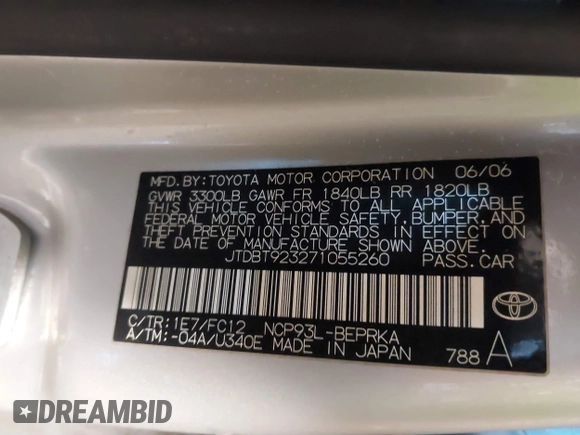 MFD.BY:TOYOTA MOTOR CORPORATION 06/06
GVWR 3300LB GAWR FR 1840LB RR 1820LB
THIS VEHICLE CONFORMS TO ALL APPLICABLE
FEDERAL MOTOR VEHICLE SAFETY, BUMPER, AND
THEFT PREVENTION STANDARDS IN EFFECT ON
THE DATE OF MANUFACTURE SHOWN ABOVE.
JTDBT923271055260 PASS.CAR
C/TR:1E7/FC12 NCP93L-BEPRKA
A/TM:-04A/U340E MADE IN JAPAN 788 A
DREAMBID